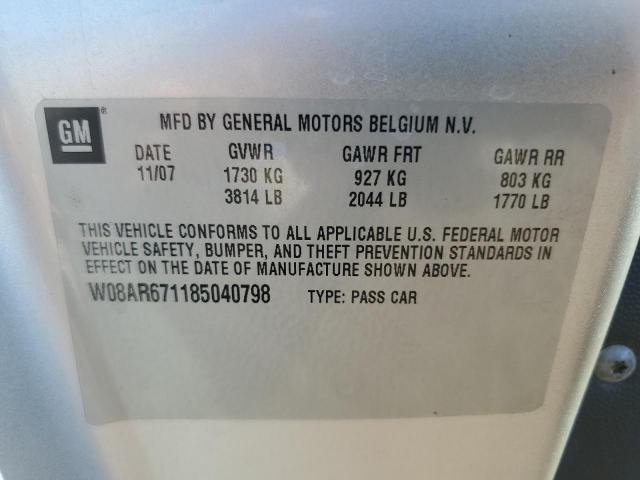 GM ®
MFD BY GENERAL MOTORS BELGIUM N.V.
DATE GVWR GAWR FRT GAWR RR
11/07 1730 KG 927 KG 803 KG
3814 LB 2044 LB 1770 LB
THIS VEHICLE CONFORMS TO ALL APPLICABLE U.S. FEDERAL MOTOR
VEHICLE SAFETY, BUMPER, AND THEFT PREVENTION STANDARDS IN
EFFECT ON THE DATE OF MANUFACTURE SHOWN ABOVE.
W08AR671185040798 TYPE: PASS CAR